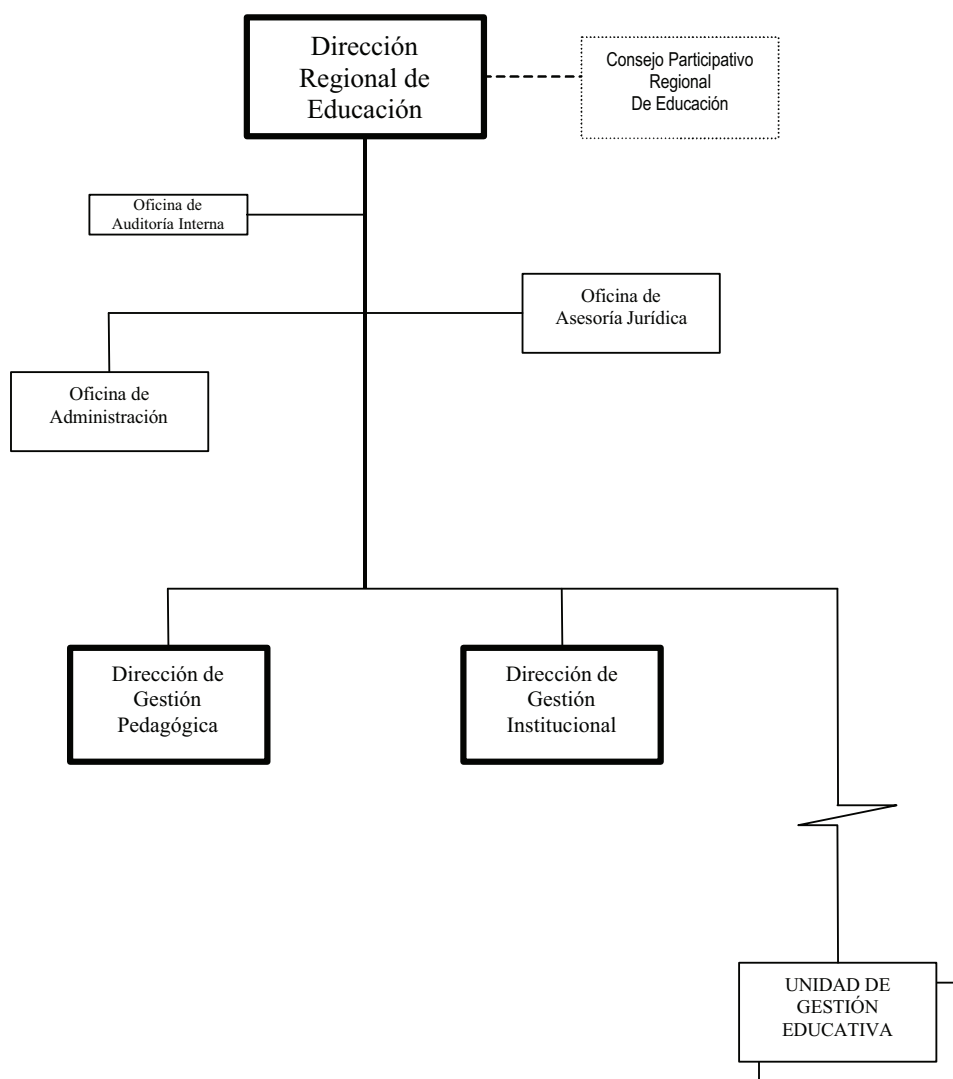 Dirección
Regional de
Educación
Consejo Participativo
Regional
De Educación
Oficina de
Auditoría Interna
Oficina de
Asesoría Jurídica
Oficina de
Administración
Dirección de
Gestión
Pedagógica
Dirección de
Gestión
Institucional
UNIDAD DE
GESTIÓN
EDUCATIVA